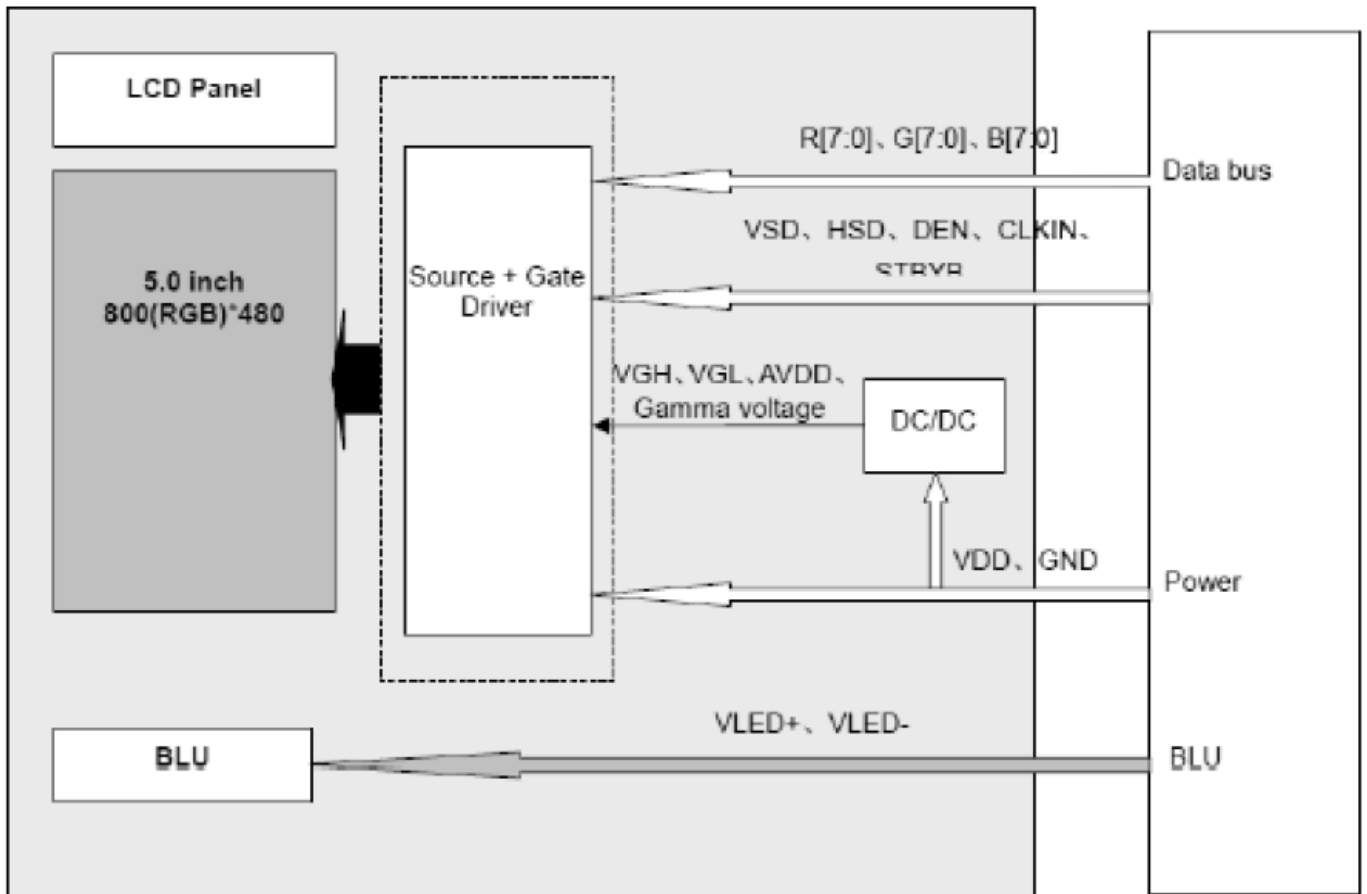 LCD Panel
R[7:0]、G[7:0]、B[7:0]
Data bus
VSD、HSD、DEN、CLKIN、
5.0 inch
800(RGB)*480
Source + Gate
Driver
VGH、VGL、AVDD、
Gamma voltage
DC/DC
VDD、GND
Power
VLED+、VLED-
BLU
BLU